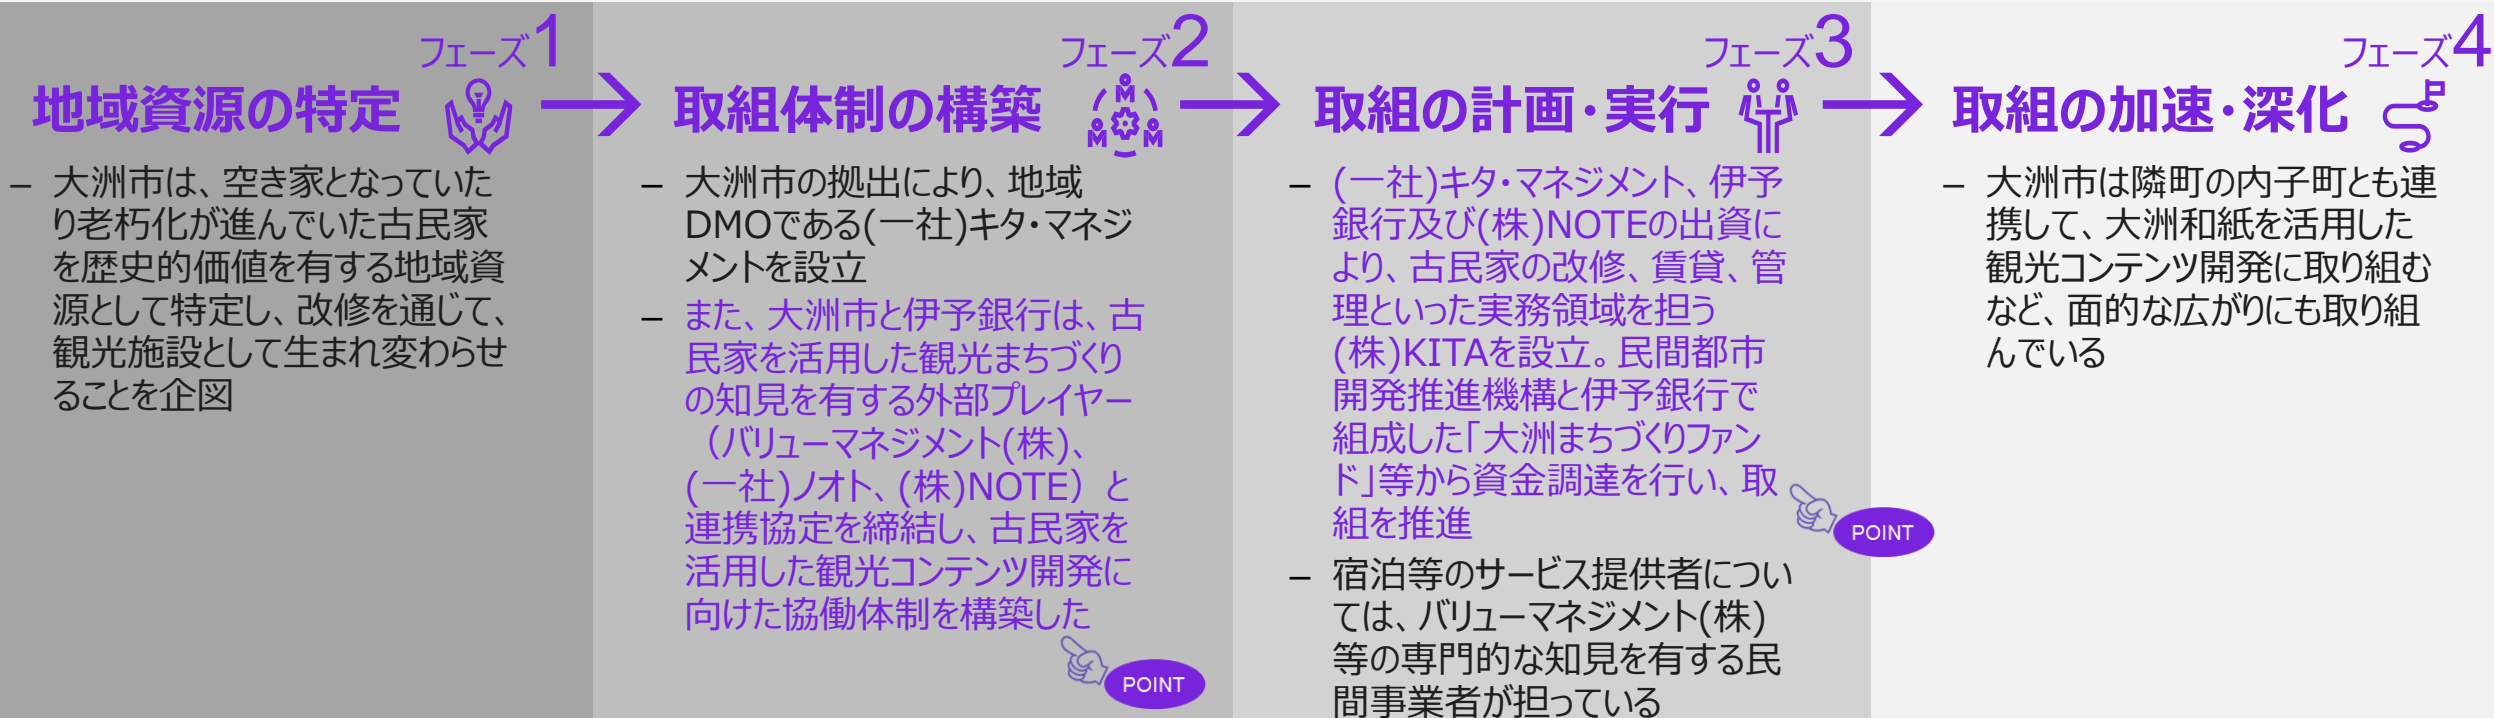 フェーズ1
地域資源の特定
– 大洲市は、空き家となっていた
り老朽化が進んでいた古民家
を歴史的価値を有する地域資
源として特定し、改修を通じて、
観光施設として生まれ変わらせ
ることを企図
フェーズ2
取組体制の構築
– 大洲市の拠出により、地域
DMOである(一社)キタ・マネジ
メントを設立
– また、大洲市と伊予銀行は、古
民家を活用した観光まちづくり
の知見を有する外部プレイヤー
（バリューマネジメント(株)、
(一社)ノオト、(株)NOTE）と
連携協定を締結し、古民家を
活用した観光コンテンツ開発に
向けた協働体制を構築した
POINT
フェーズ3
取組の計画・実行
– (一社)キタ・マネジメント、伊予
銀行及び(株)NOTEの出資に
より、古民家の改修、賃貸、管
理といった実務領域を担う
(株)KITAを設立。民間都市
開発推進機構と伊予銀行で
組成した「大洲まちづくりファン
ド」等から資金調達を行い、取
組を推進
POINT
– 宿泊等のサービス提供者につい
ては、バリューマネジメント(株)
等の専門的な知見を有する民
間事業者が担っている
フェーズ4
取組の加速・深化
– 大洲市は隣町の内子町とも連
携して、大洲和紙を活用した
観光コンテンツ開発に取り組む
など、面的な広がりにも取り組
んでいる